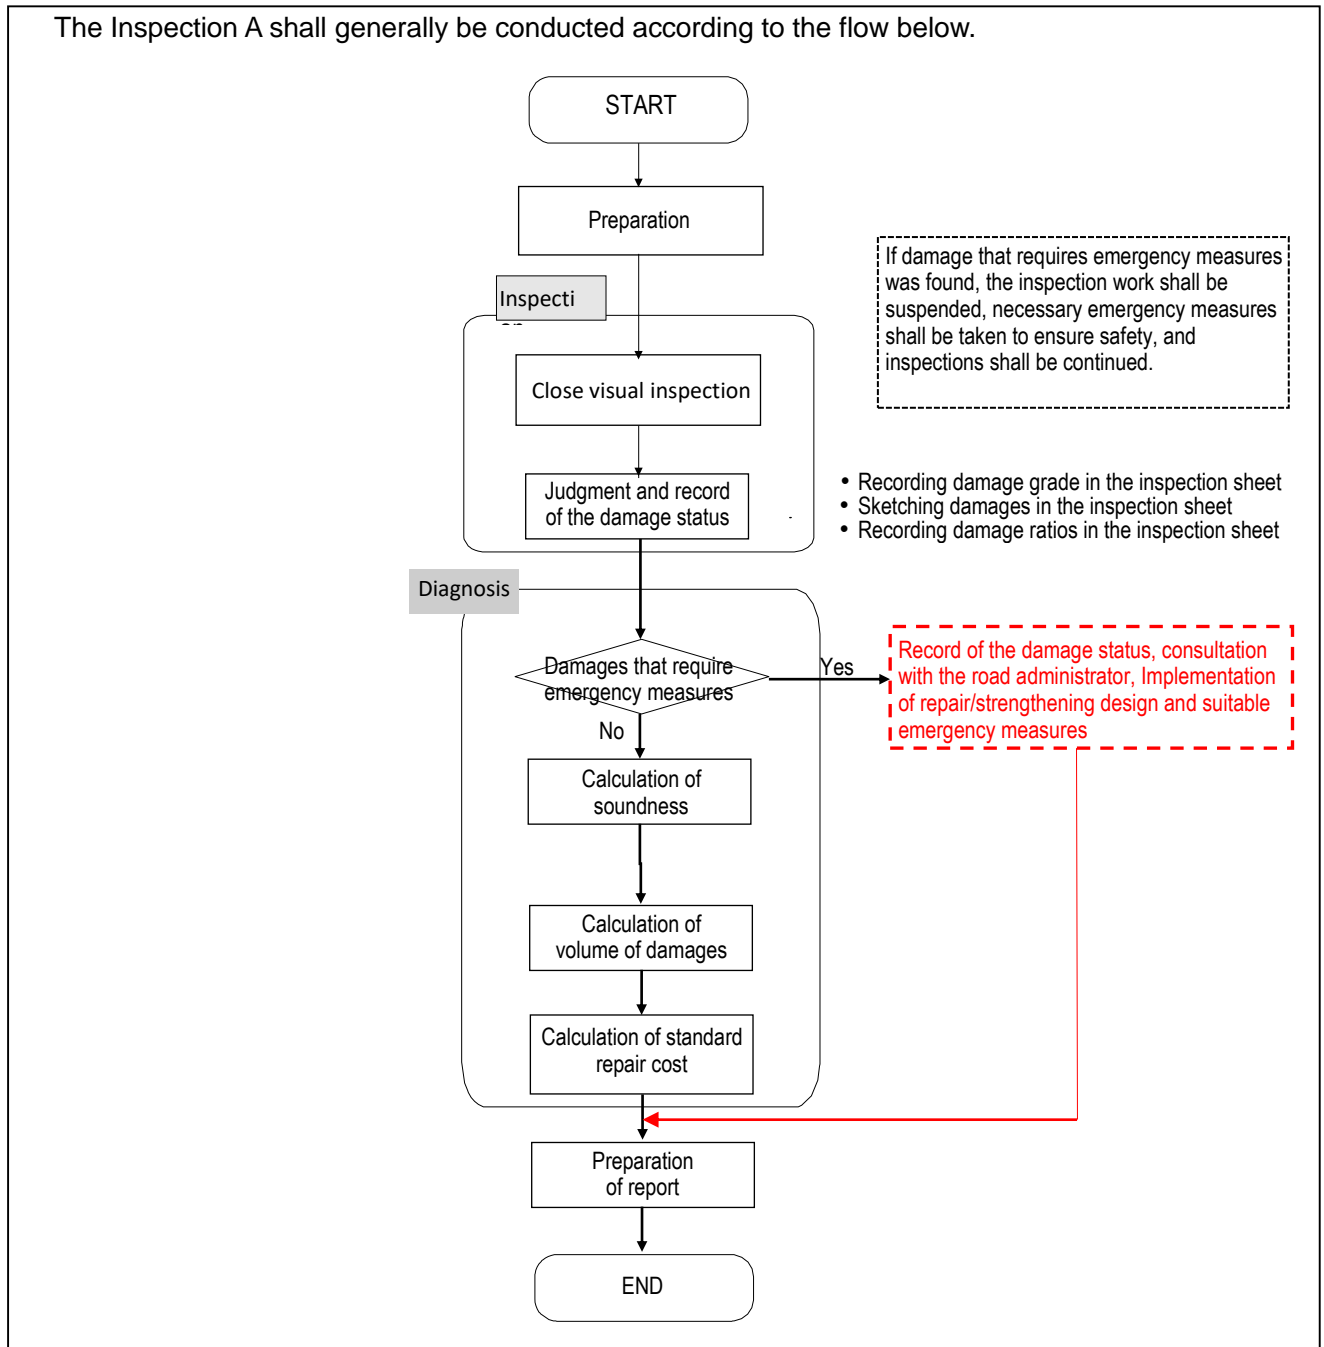 The Inspection A shall generally be conducted according to the flow below.
START
Preparation
If damage that requires emergency measures
was found, the inspection work shall be
suspended, necessary emergency measures
shall be taken to ensure safety, and
inspections shall be continued.
Inspecti
Close visual inspection
Judgment and record
of the damage status
• Recording damage grade in the inspection sheet
• Sketching damages in the inspection sheet
• Recording damage ratios in the inspection sheet
Diagnosis
Damages that require
emergency measures
Yes
Record of the damage status, consultation
with the road administrator, Implementation
of repair/strengthening design and suitable
emergency measures
No
Calculation of
soundness
Calculation of
volume of damages
Calculation of standard
repair cost
Preparation
of report
END